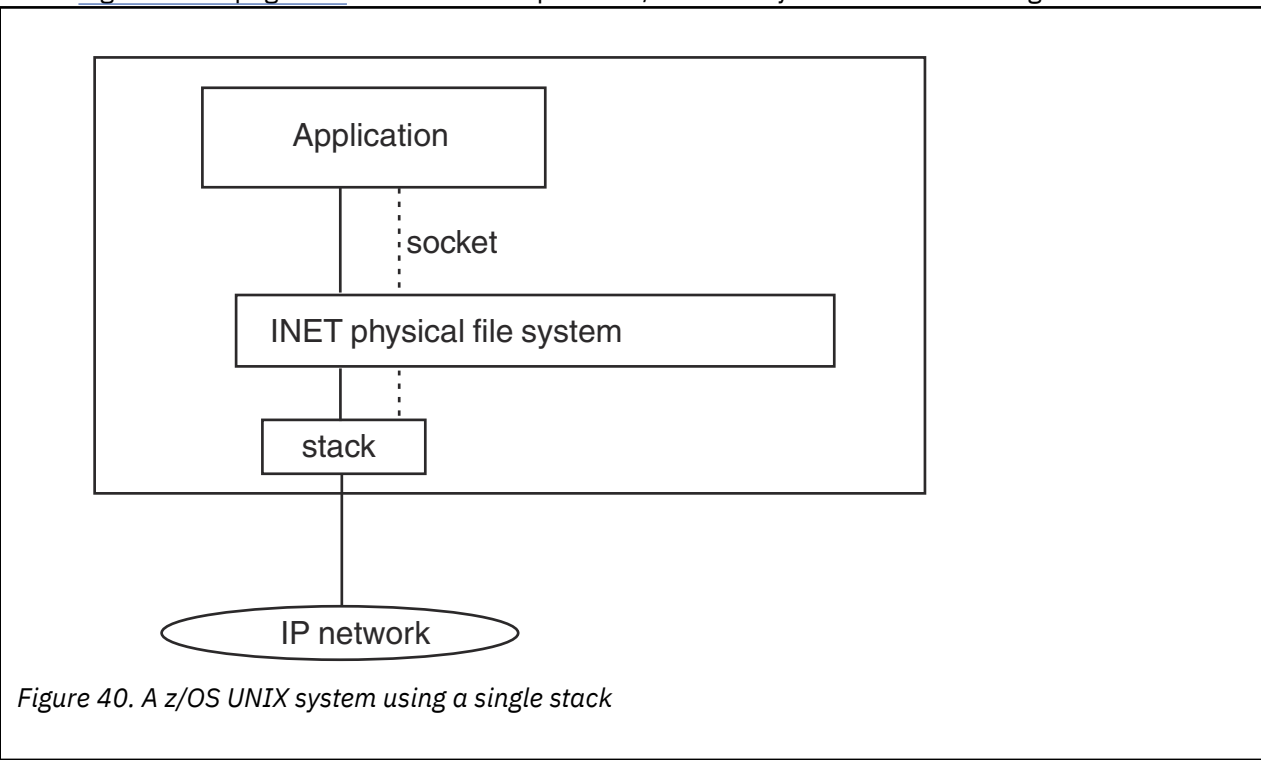 Application
socket
INET physical file system
stack
IP network
Figure 40. A z/OS UNIX system using a single stack